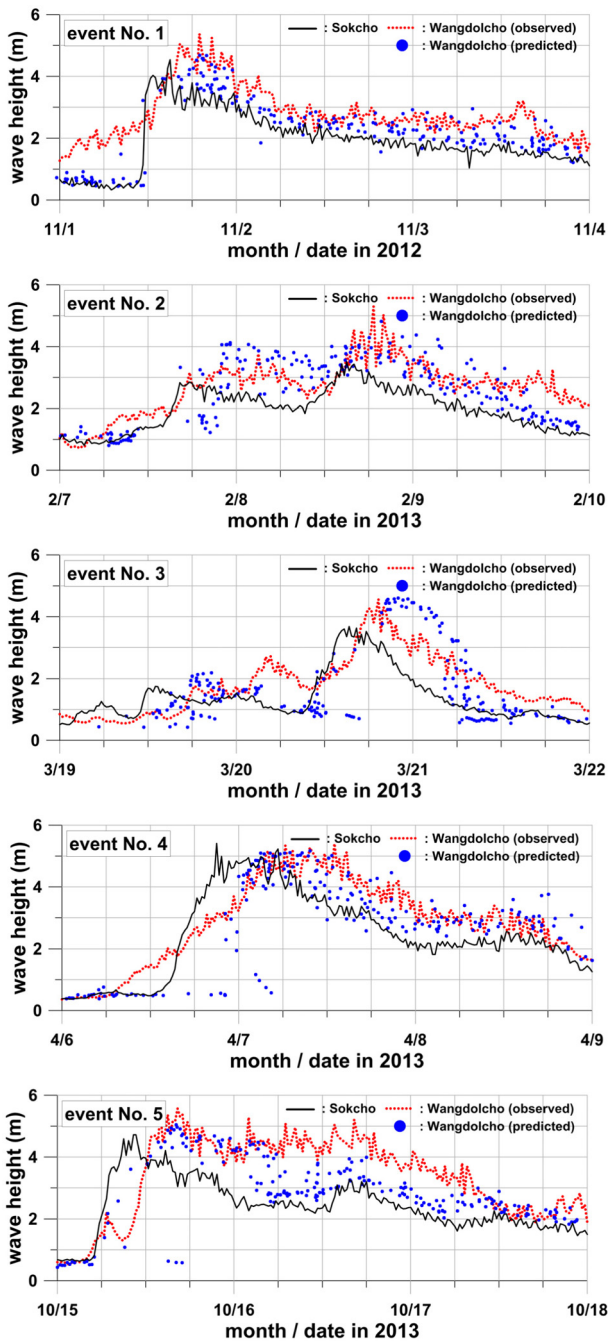 event No. 1
: Sokcho : Wangdolcho (observed)
: Wangdolcho (predicted)
wave height (m)
6
4
2
0
11/1 11/2 11/3 11/4
month / date in 2012
event No. 2
: Sokcho : Wangdolcho (observed)
: Wangdolcho (predicted)
wave height (m)
6
4
2
0
2/7 2/8 2/9 2/10
month / date in 2013
event No. 3
: Sokcho : Wangdolcho (observed)
: Wangdolcho (predicted)
wave height (m)
6
4
2
0
3/19 3/20 3/21 3/22
month / date in 2013
event No. 4
: Sokcho : Wangdolcho (observed)
: Wangdolcho (predicted)
wave height (m)
6
4
2
0
4/6 4/7 4/8 4/9
month / date in 2013
event No. 5
: Sokcho : Wangdolcho (observed)
: Wangdolcho (predicted)
wave height (m)
6
4
2
0
10/15 10/16 10/17 10/18
month / date in 2013